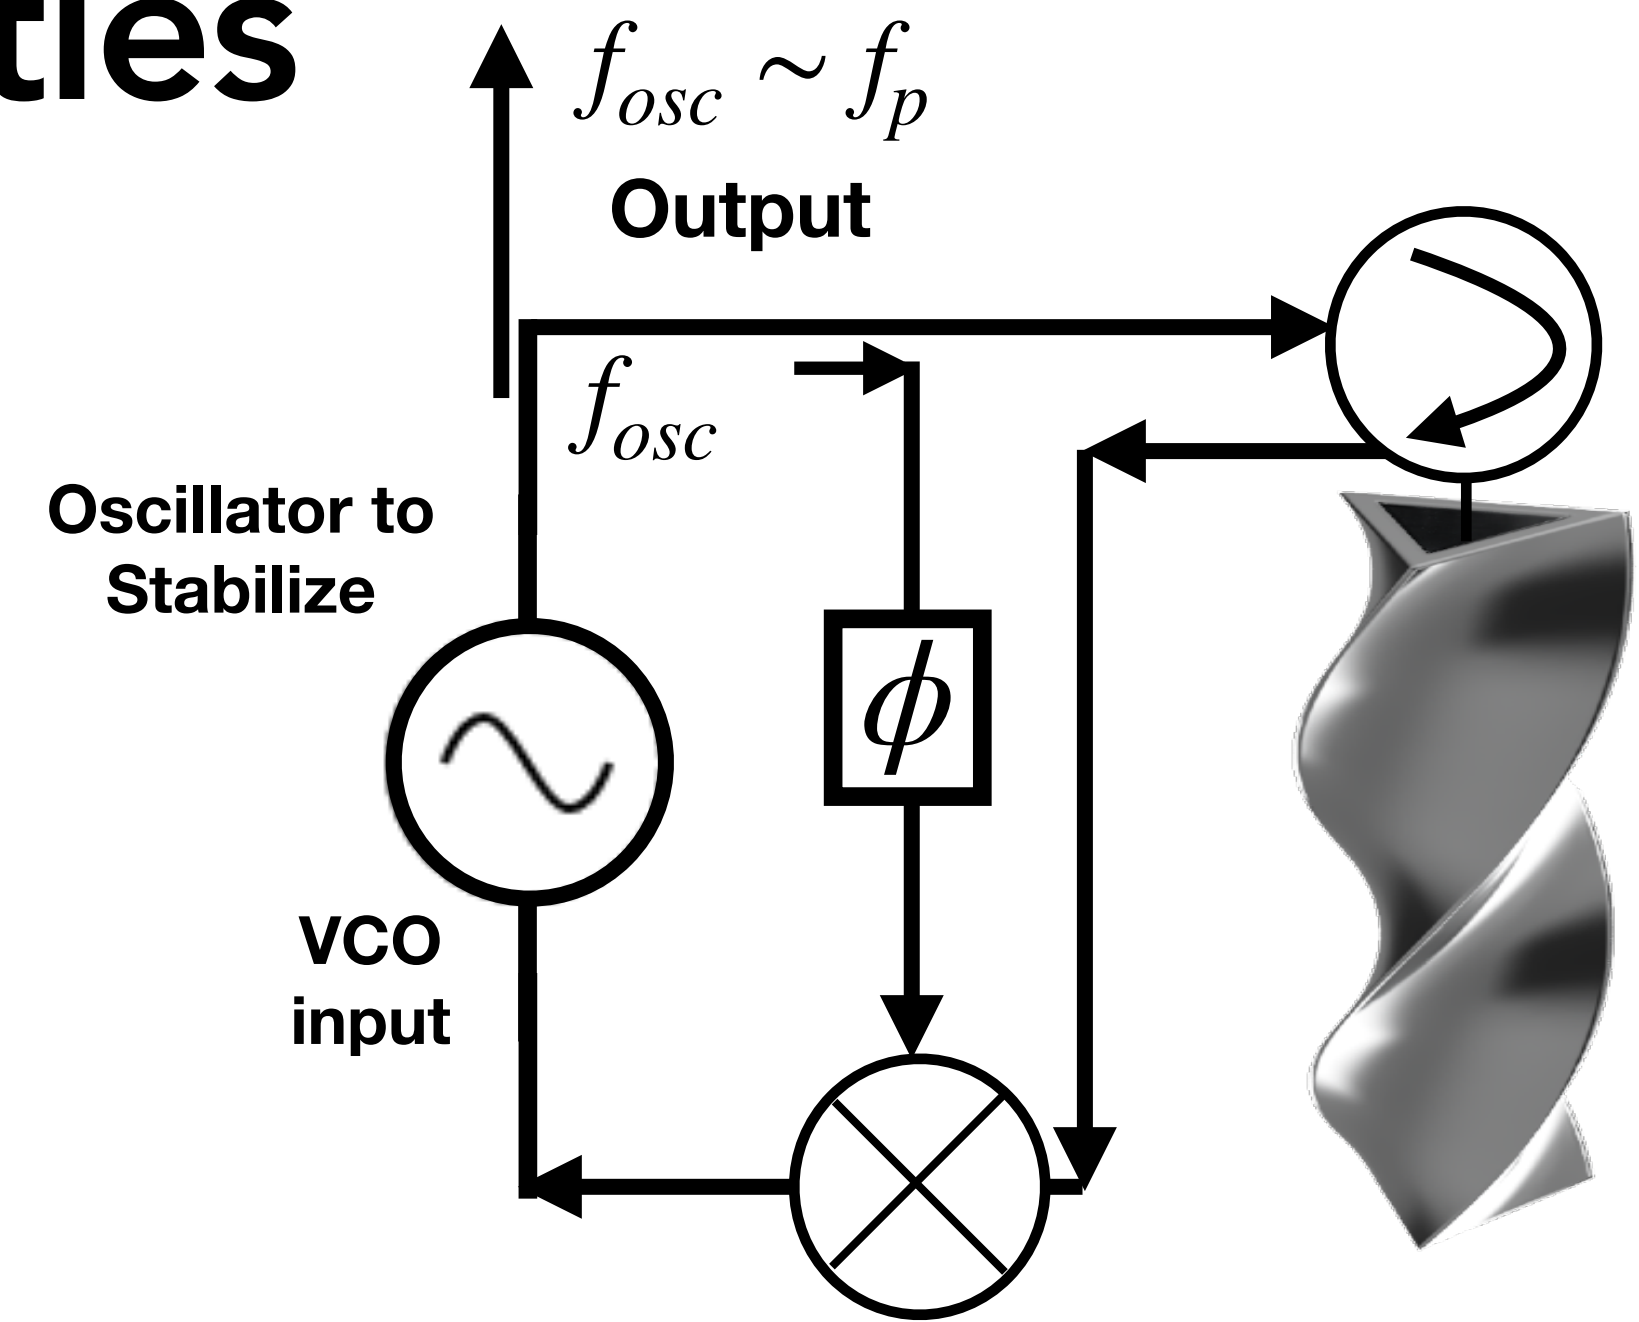 ties
f_osc ~ f_p
Output
f_osc
Oscillator to
Stabilize
ϕ
VCO
input